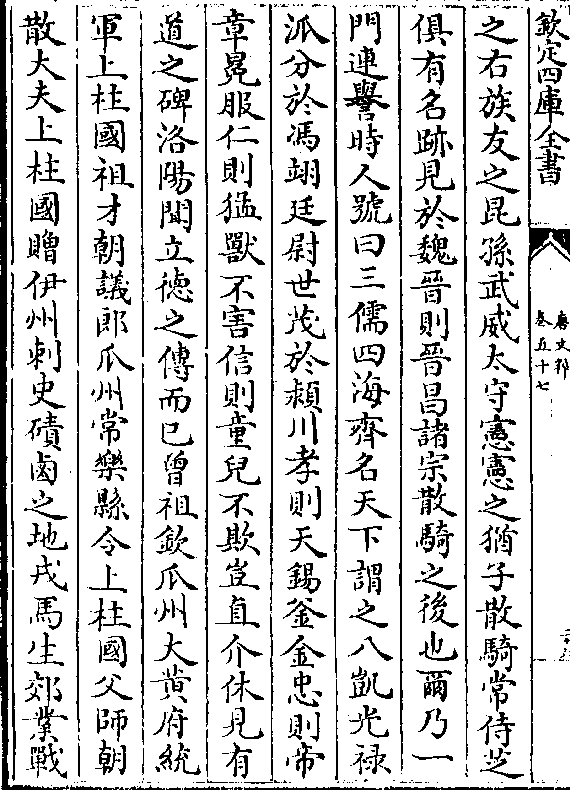 欽定四庫全書
卷五十七
之右族友之昆孫武威太守憲憲之猶子散騎常侍芝
俱有名跡見於魏晉則晉昌諸宗散騎之後也爾乃一
門連譽時人號曰三儒四海齊名天下謂之八凱光禄
派分於馮翊廷尉世茂於潁川孝則天錫釜金忠則帝
章冕服仁則猛獸不害信則童兒不欺豈直介休見有
道之碑洛陽聞立徳之傳而已曾祖欽瓜州大黄府統
軍上柱國祖才朝議郎瓜州常樂縣令上柱國父師朝
散大夫上柱國贈伊州刺史磧鹵之地戎馬生郊業戰